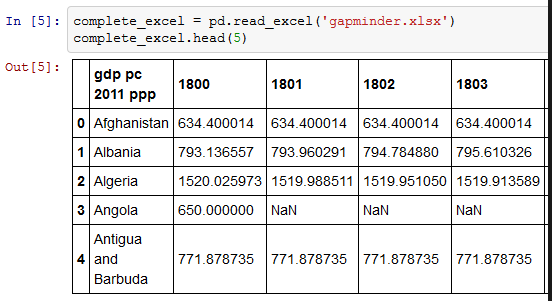 In [5]: complete_excel = pd.read_excel('gapminder.xlsx')
complete_excel.head(5)
Out[5]:
gdp pc 2011 ppp 1800 1801 1802 1803
0 Afghanistan 634.400014 634.400014 634.400014 634.400014
1 Albania 793.136557 793.960291 794.784880 795.610326
2 Algeria 1520.025973 1519.988511 1519.951050 1519.913589
3 Angola 650.000000 NaN NaN NaN
4 Antigua and Barbuda 771.878735 771.878735 771.878735 771.878735